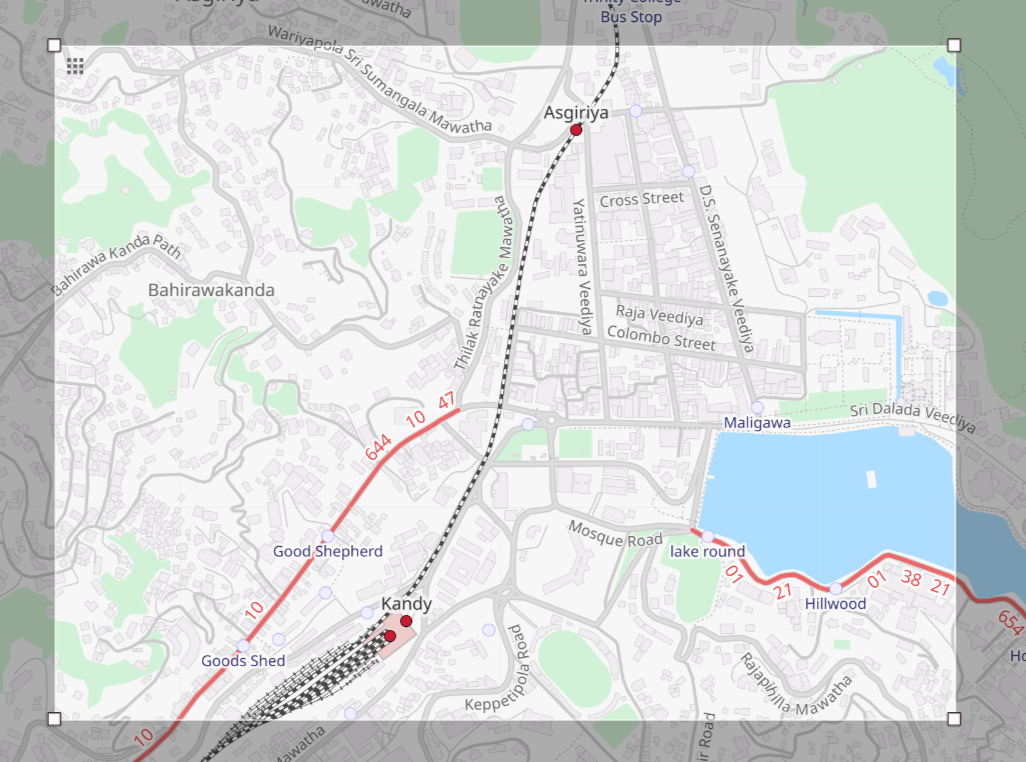 Asgiriya
Mawatha
Trinity College
Bus Stop
Wariyapola Sri Sumangala Mawatha
Asgiriya
Cross Street
D.S. Senanayake Veediya
Yatinuwara Veediya
Thilak Ratnayake Mawatha
Bahirawa Kanda Path
Bahirawakanda
Raja Veediya
Colombo Street
47
10
644
Maligawa
Sri Dalada Veediya
Good Shepherd
Mosque Road
lake round
01
21
Hillwood
01
38
21
654
10
Kandy
Goods Shed
Keppetipola Road
Rajapihilla Mawatha
10
Mawatha